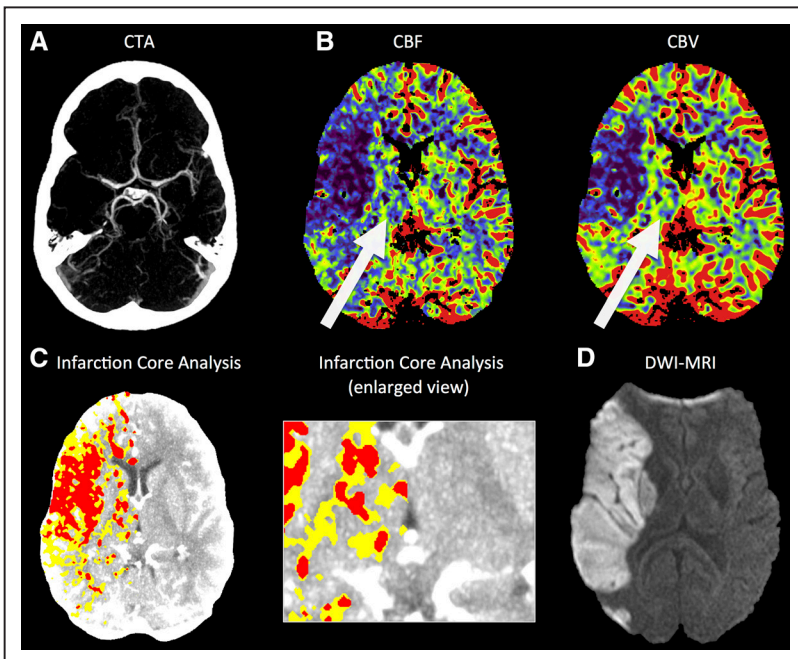 A
CTA
B
CBF
CBV
C
Infarction Core Analysis
Infarction Core Analysis
(enlarged view)
D
DWI-MRI